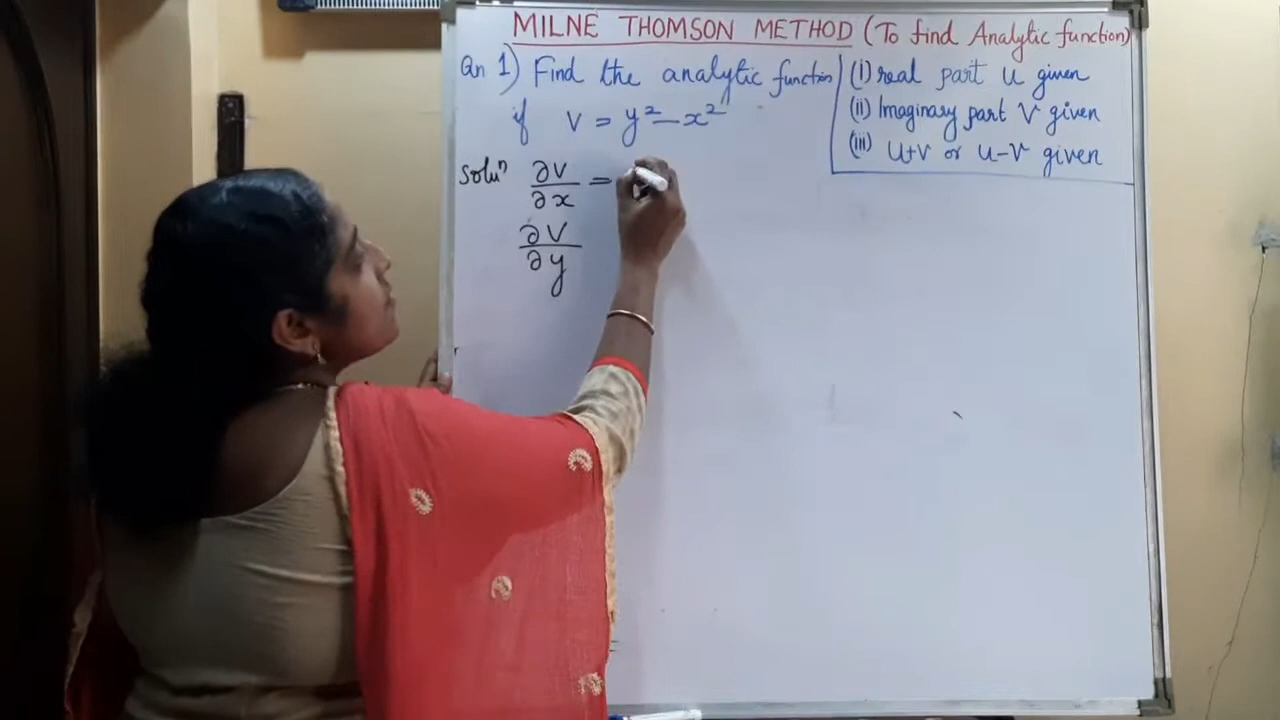 MILNE THOMSON METHOD (To find Analytic function)
Qn 1) Find the analytic function
if V = y² - x²
(i) real part U given
(ii) Imaginary part V given
(iii) U+V or U-V given
Soluⁿ ∂V/∂x =
∂V/∂y